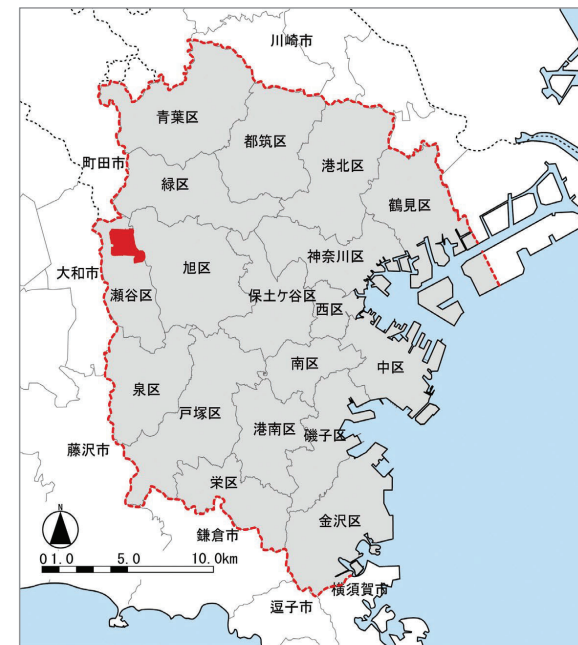 川崎市
青葉区
都筑区
町田市
港北区
緑区
鶴見区
神奈川区
大和市
旭区
瀬谷区
保土ケ谷区
西区
南区
中区
泉区
戸塚区
港南区
磯子区
藤沢市
栄区
金沢区
鎌倉市
N
0 1.0 5.0 10.0km
横須賀市
逗子市